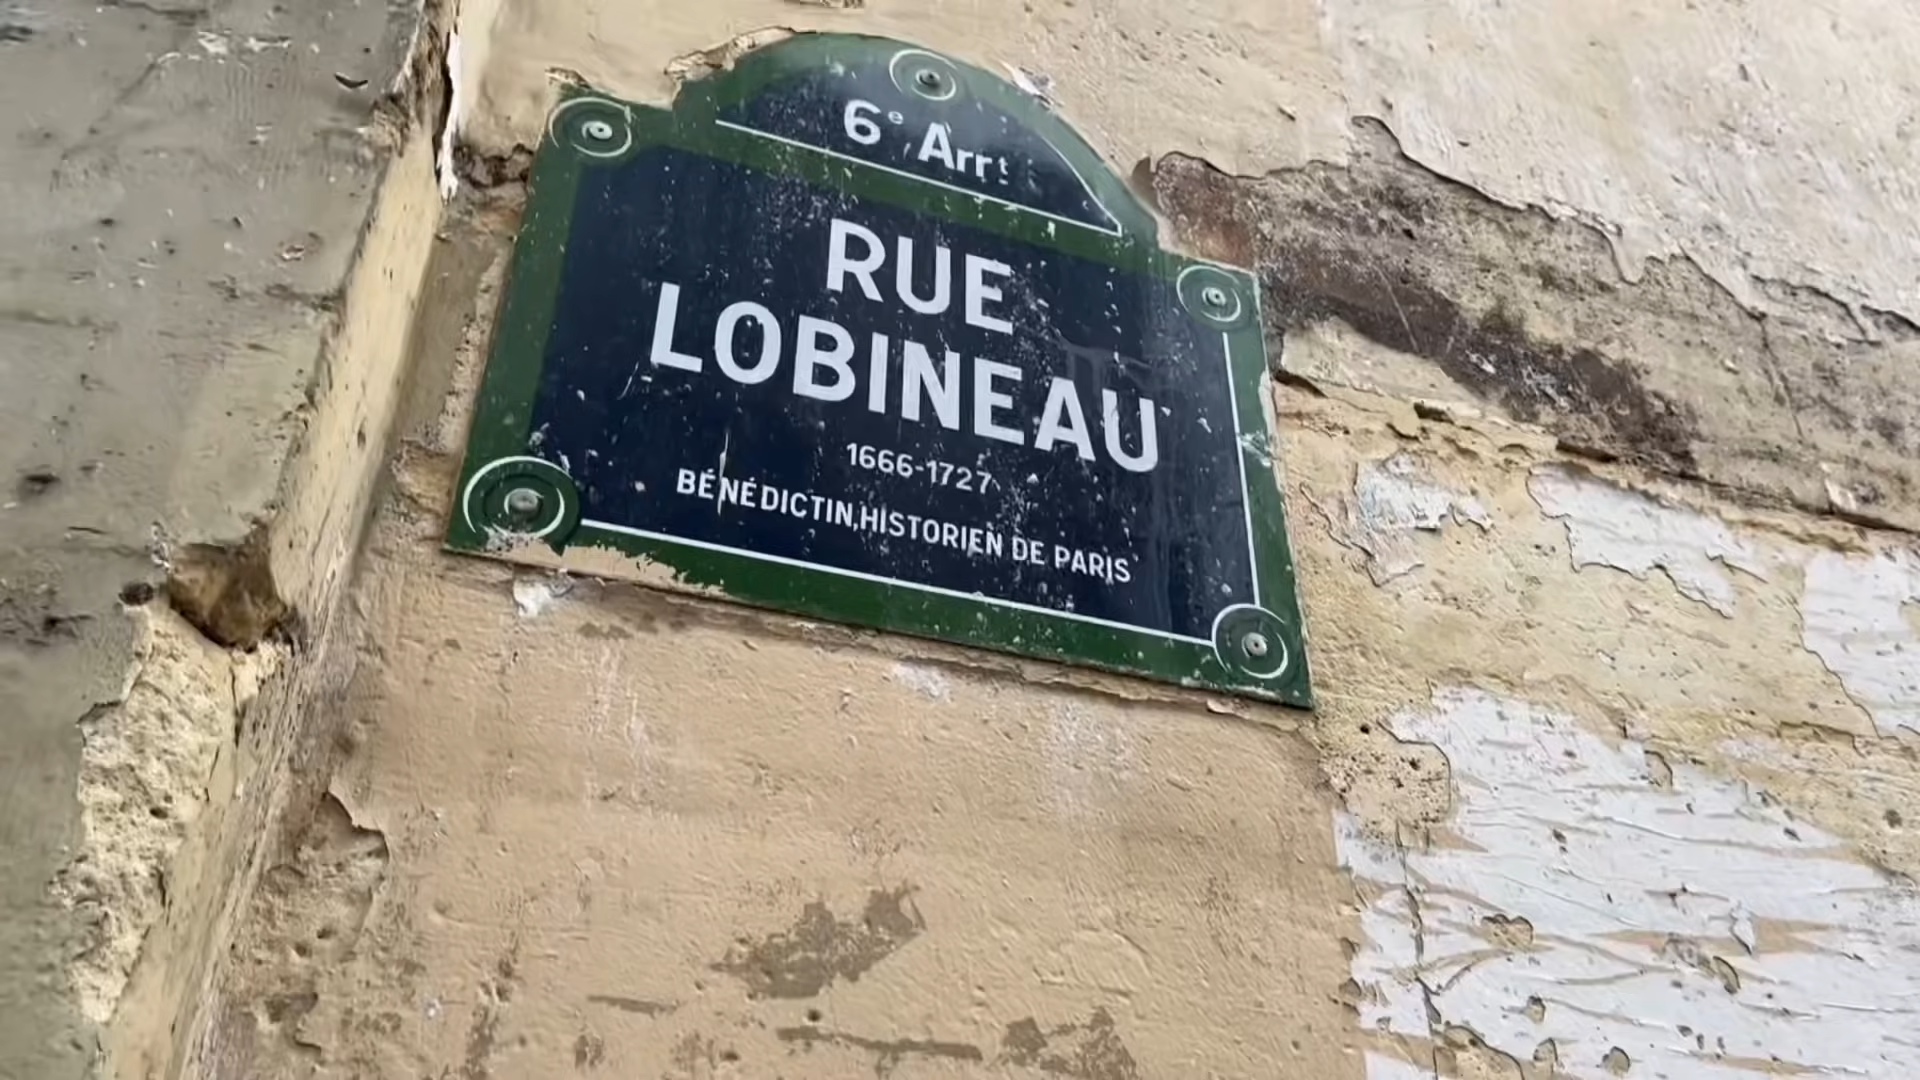 6e Arrt
RUE
LOBINEAU
1666-1727
BÉNÉDICTIN, HISTORIEN DE PARIS